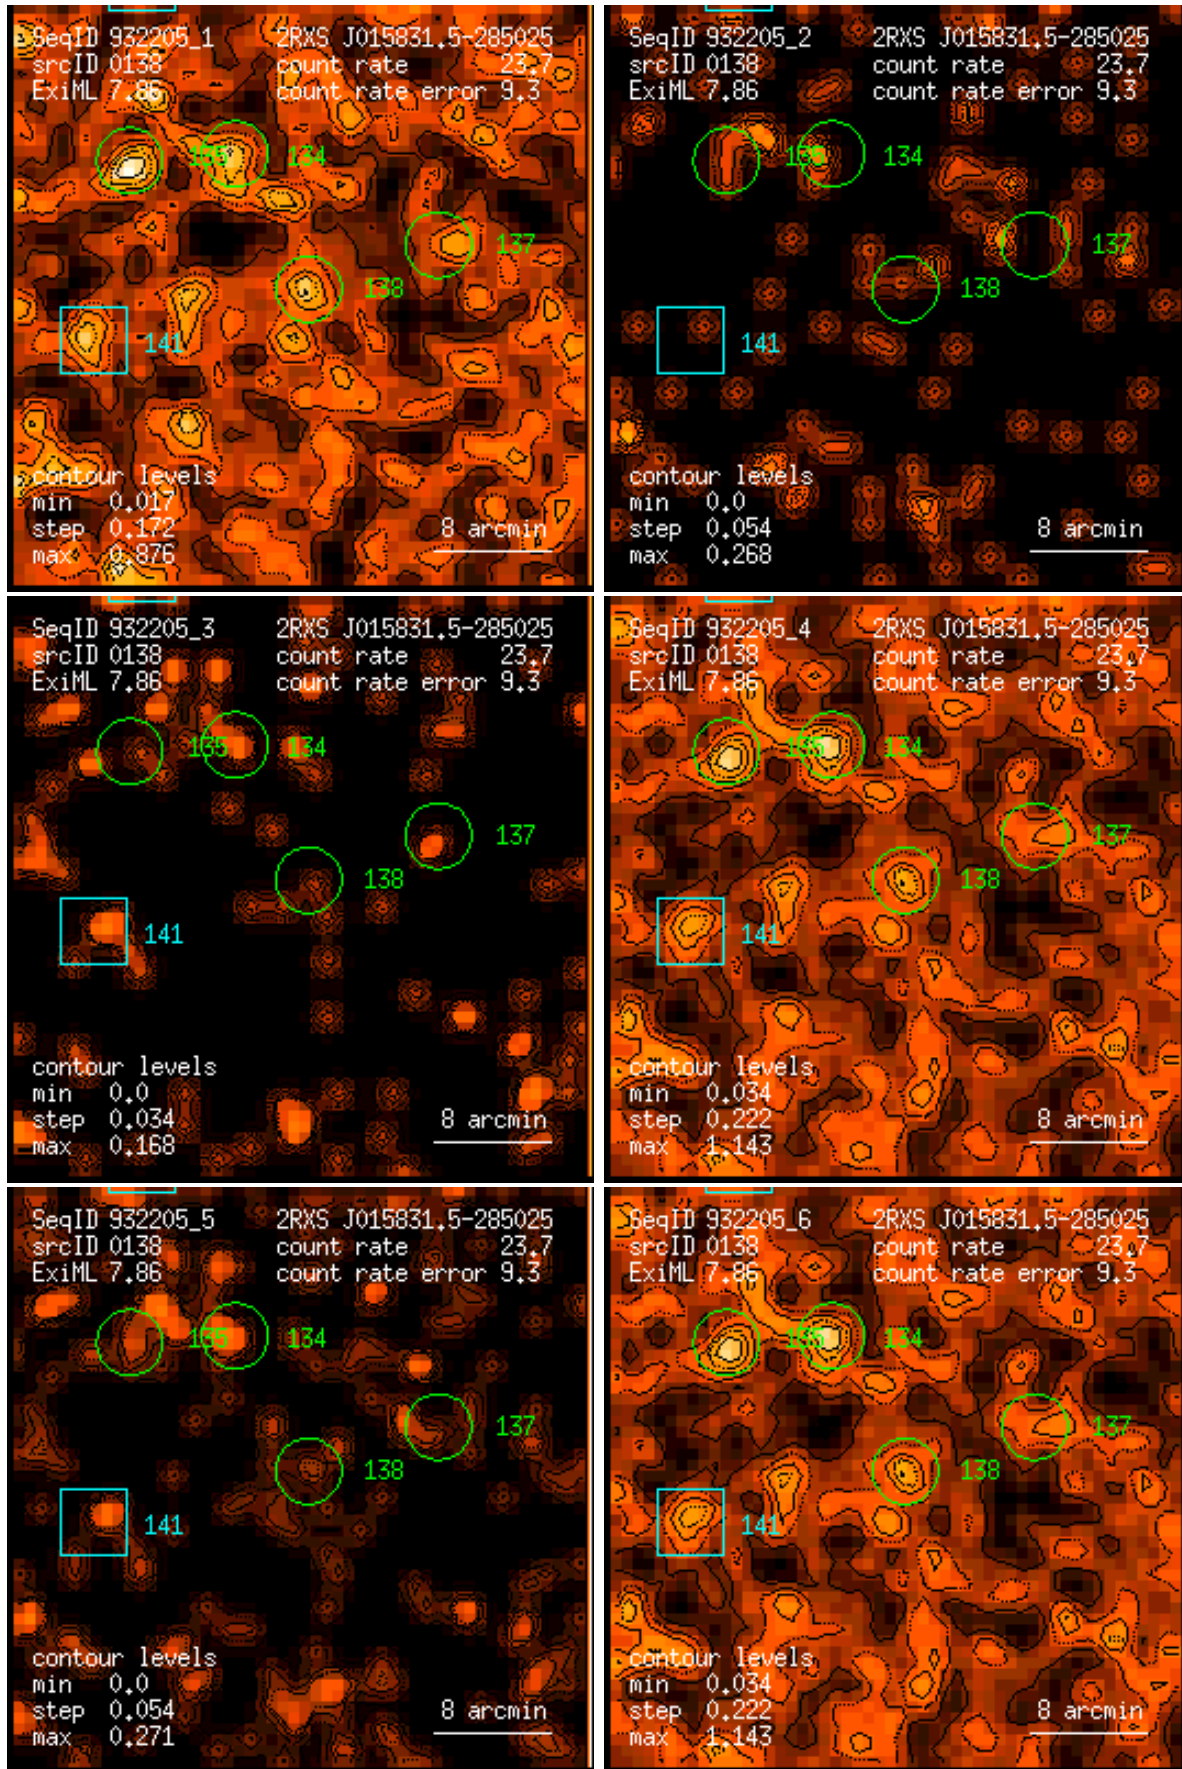 SeqID 932205_1 2RXS J015831.5-285025
srcID 0138 count rate 23.7
ExiML 7.86 count rate error 9.3
135 134
137
138
141
contour levels
min 0.017
step 0.172 8 arcmin
max 0.876
SeqID 932205_2 2RXS J015831.5-285025
srcID 0138 count rate 23.7
ExiML 7.86 count rate error 9.3
135 134
137
138
141
contour levels
min 0.0
step 0.054 8 arcmin
max 0.268
SeqID 932205_3 2RXS J015831.5-285025
srcID 0138 count rate 23.7
ExiML 7.86 count rate error 9.3
135 134
137
138
141
contour levels
min 0.0
step 0.034 8 arcmin
max 0.168
SeqID 932205_4 2RXS J015831.5-285025
srcID 0138 count rate 23.7
ExiML 7.86 count rate error 9.3
135 134
137
138
141
contour levels
min 0.034
step 0.222 8 arcmin
max 1.143
SeqID 932205_5 2RXS J015831.5-285025
srcID 0138 count rate 23.7
ExiML 7.86 count rate error 9.3
135 134
137
138
141
contour levels
min 0.0
step 0.054 8 arcmin
max 0.271
SeqID 932205_6 2RXS J015831.5-285025
srcID 0138 count rate 23.7
ExiML 7.86 count rate error 9.3
135 134
137
138
141
contour levels
min 0.034
step 0.222 8 arcmin
max 1.143